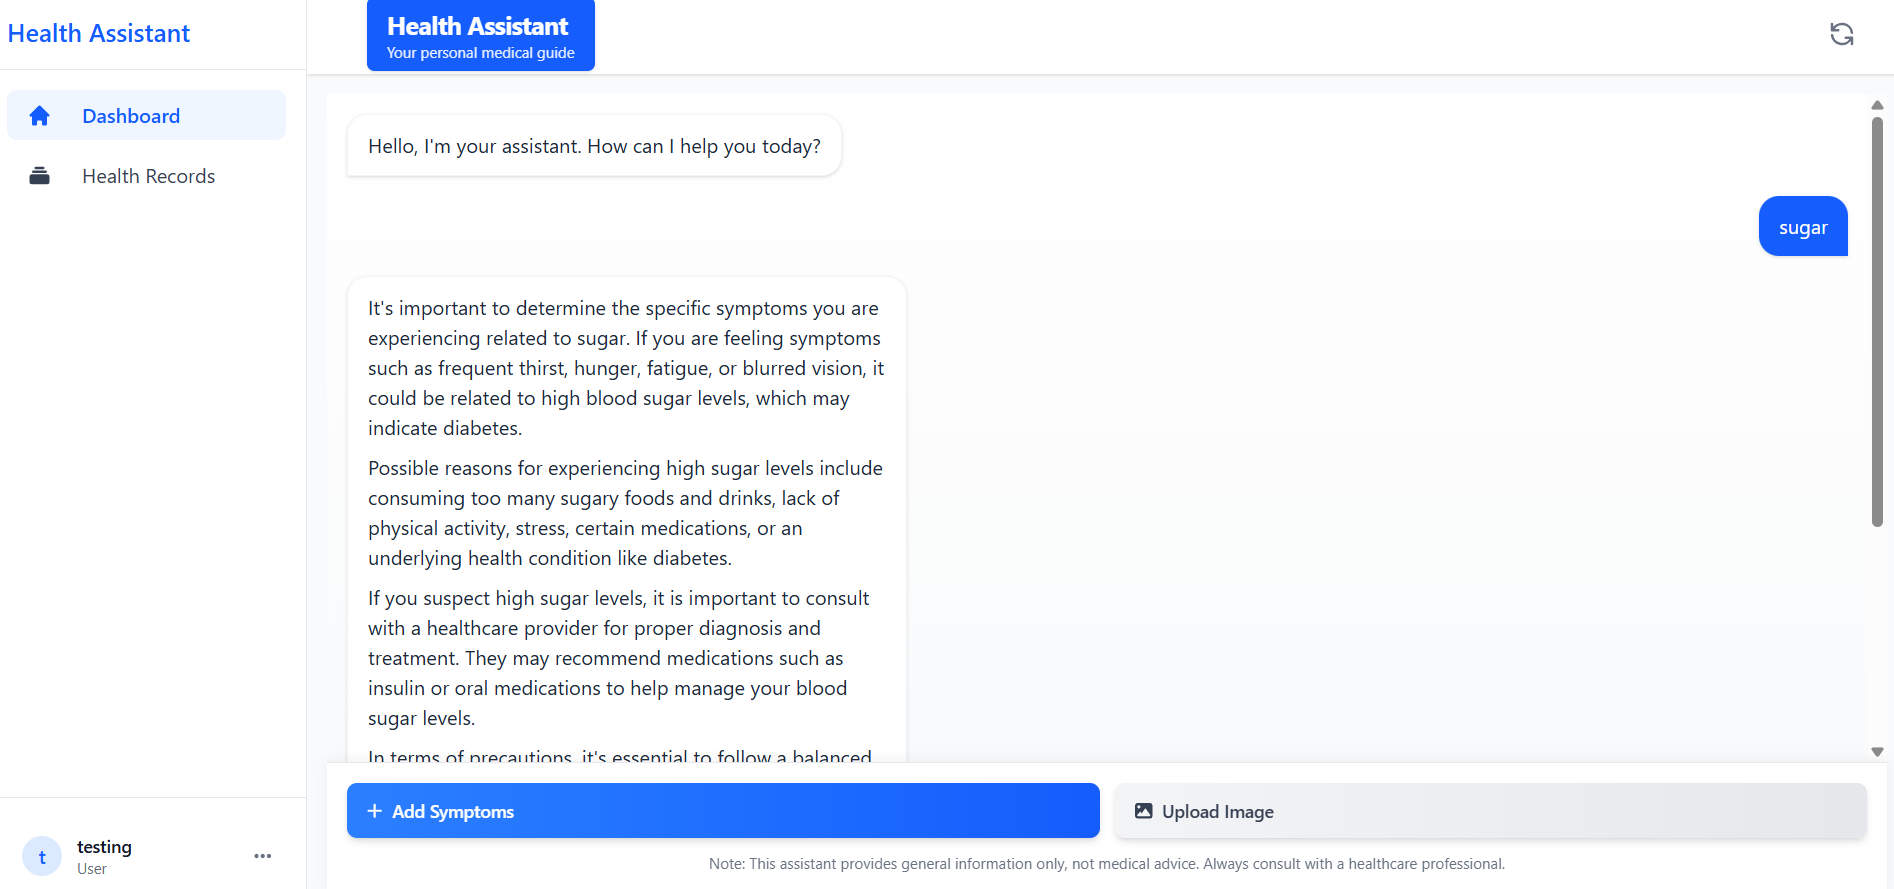 Health Assistant
Dashboard
Health Records
Health Assistant
Your personal medical guide
Hello, I'm your assistant. How can I help you today?
sugar
It's important to determine the specific symptoms you are
experiencing related to sugar. If you are feeling symptoms
such as frequent thirst, hunger, fatigue, or blurred vision, it
could be related to high blood sugar levels, which may
indicate diabetes.
Possible reasons for experiencing high sugar levels include
consuming too many sugary foods and drinks, lack of
physical activity, stress, certain medications, or an
underlying health condition like diabetes.
If you suspect high sugar levels, it is important to consult
with a healthcare provider for proper diagnosis and
treatment. They may recommend medications such as
insulin or oral medications to help manage your blood
sugar levels.
In terms of precautions, it's essential to follow a balanced
Add Symptoms
Upload Image
Note: This assistant provides general information only, not medical advice. Always consult with a healthcare professional.
t
testing
User